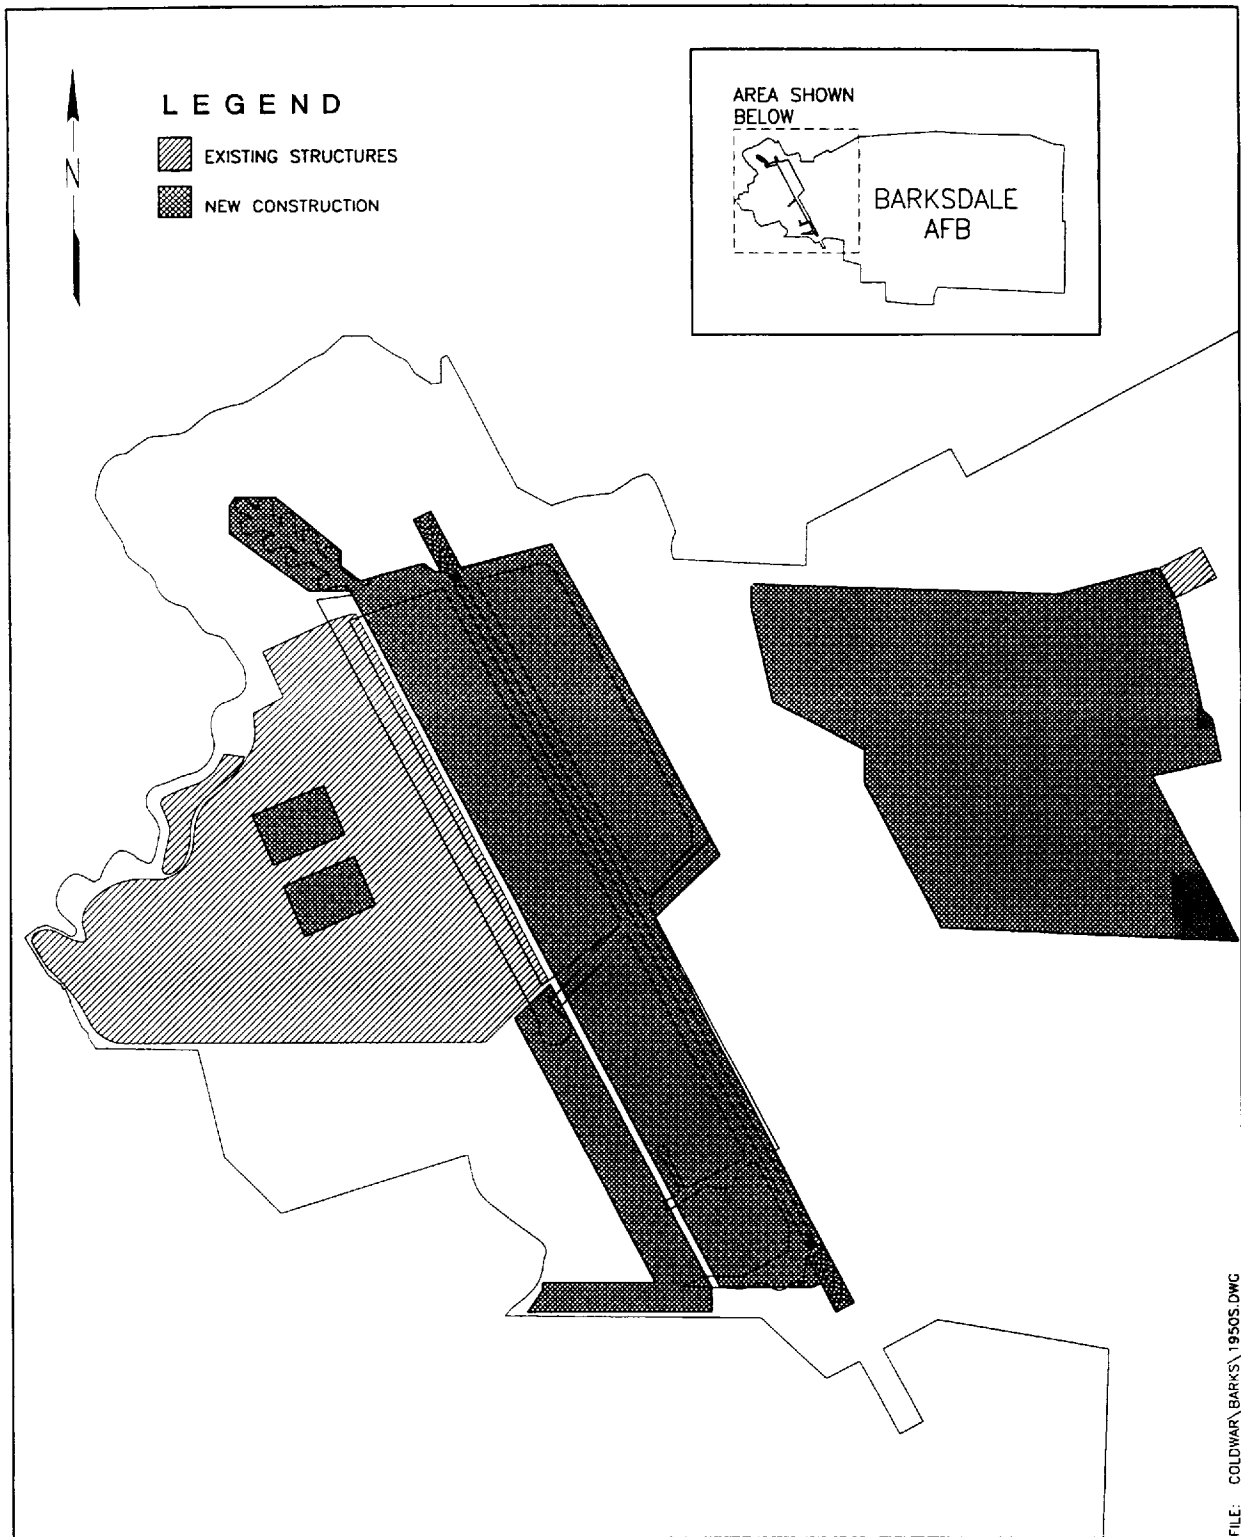 N
LEGEND
EXISTING STRUCTURES
NEW CONSTRUCTION
AREA SHOWN
BELOW
BARKSDALE
AFB
FILE: COLDWAR\BARKS\1950S.DWG